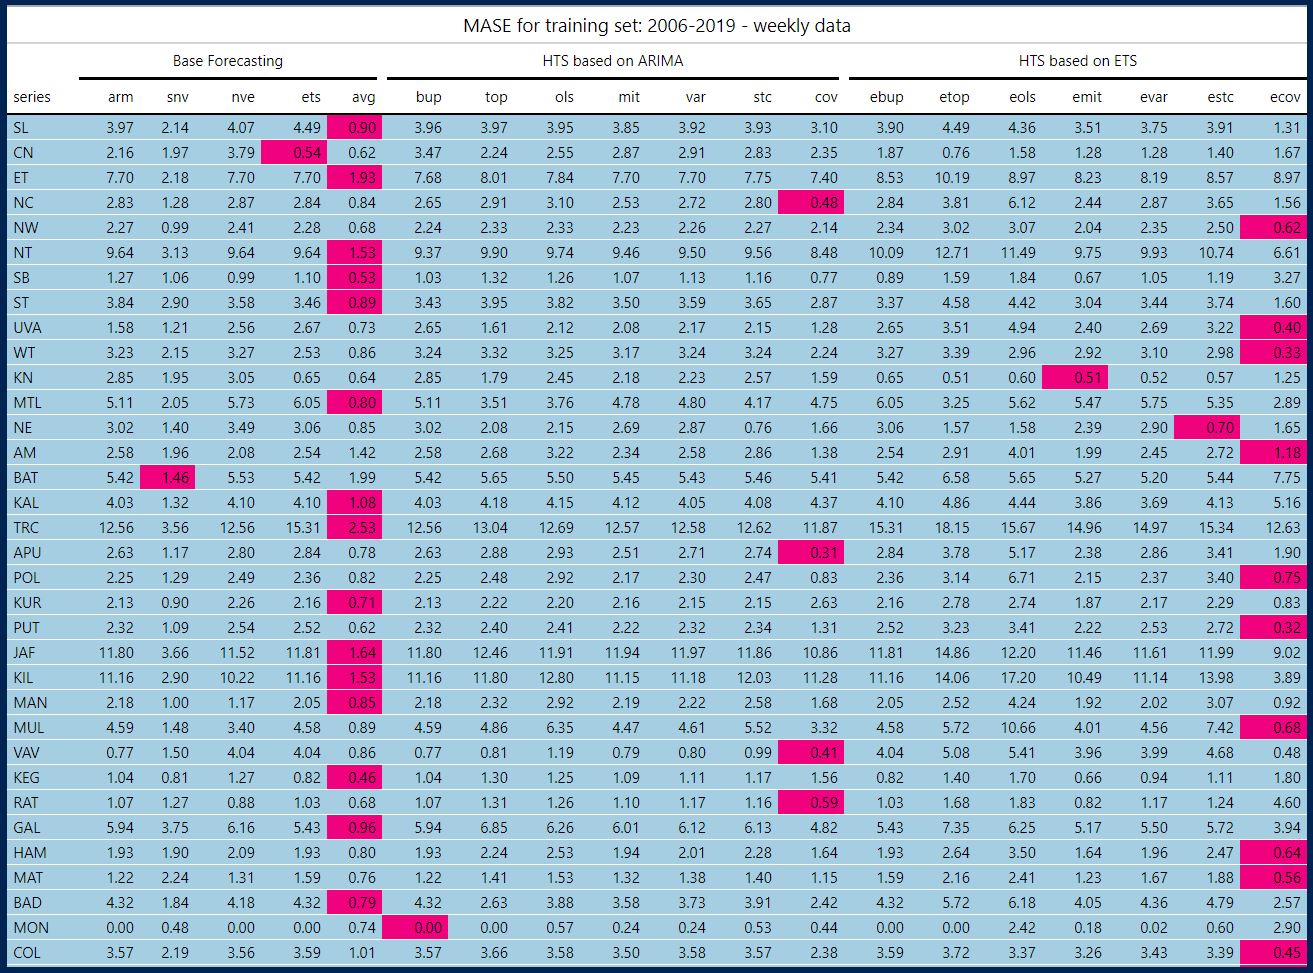 MASE for training set: 2006-2019 - weekly data
Base Forecasting HTS based on ARIMA HTS based on ETS
series arm snv nve ets avg bup top ols mit var stc cov ebup etop eols emit evar estc ecov
SL 3.97 2.14 4.07 4.49 0.90 3.96 3.97 3.95 3.85 3.92 3.93 3.10 3.90 4.49 4.36 3.51 3.75 3.91 1.31
CN 2.16 1.97 3.79 0.54 0.62 3.47 2.24 2.55 2.87 2.91 2.83 2.35 1.87 0.76 1.58 1.28 1.28 1.40 1.67
ET 7.70 2.18 7.70 7.70 1.93 7.68 8.01 7.84 7.70 7.70 7.75 7.40 8.53 10.19 8.97 8.23 8.19 8.57 8.97
NC 2.83 1.28 2.87 2.84 0.84 2.65 2.91 3.10 2.53 2.72 2.80 0.48 2.84 3.81 6.12 2.44 2.87 3.65 1.56
NW 2.27 0.99 2.41 2.28 0.68 2.24 2.33 2.33 2.23 2.26 2.27 2.14 2.34 3.02 3.07 2.04 2.35 2.50 0.62
NT 9.64 3.13 9.64 9.64 1.53 9.37 9.90 9.74 9.46 9.50 9.56 8.48 10.09 12.71 11.49 9.75 9.93 10.74 6.61
SB 1.27 1.06 0.99 1.10 0.53 1.03 1.32 1.26 1.07 1.13 1.16 0.77 0.89 1.59 1.84 0.67 1.05 1.19 3.27
ST 3.84 2.90 3.58 3.46 0.89 3.43 3.95 3.82 3.50 3.59 3.65 2.87 3.37 4.58 4.42 3.04 3.44 3.74 1.60
UVA 1.58 1.21 2.56 2.67 0.73 2.65 1.61 2.12 2.08 2.17 2.15 1.28 2.65 3.51 4.94 2.40 2.69 3.22 0.40
WT 3.23 2.15 3.27 2.53 0.86 3.24 3.32 3.25 3.17 3.24 3.24 2.24 3.27 3.39 2.96 2.92 3.10 2.98 0.33
KN 2.85 1.95 3.05 0.65 0.64 2.85 1.79 2.45 2.18 2.23 2.57 1.59 0.65 0.51 0.60 0.51 0.52 0.57 1.25
MTL 5.11 2.05 5.73 6.05 0.80 5.11 3.51 3.76 4.78 4.80 4.17 4.75 6.05 3.25 5.62 5.47 5.75 5.35 2.89
NE 3.02 1.40 3.49 3.06 0.85 3.02 2.08 2.15 2.69 2.87 0.76 1.66 3.06 1.57 1.58 2.39 2.90 0.70 1.65
AM 2.58 1.96 2.08 2.54 1.42 2.58 2.68 3.22 2.34 2.58 2.86 1.38 2.54 2.91 4.01 1.99 2.45 2.72 1.18
BAT 5.42 1.46 5.53 5.42 1.99 5.42 5.65 5.50 5.45 5.43 5.46 5.41 5.42 6.58 5.65 5.27 5.20 5.44 7.75
KAL 4.03 1.32 4.10 4.10 1.08 4.03 4.18 4.15 4.12 4.05 4.08 4.37 4.10 4.86 4.44 3.86 3.69 4.13 5.16
TRC 12.56 3.56 12.56 15.31 2.53 12.56 13.04 12.69 12.57 12.58 12.62 11.87 15.31 18.15 15.67 14.96 14.97 15.34 12.63
APU 2.63 1.17 2.80 2.84 0.78 2.63 2.88 2.93 2.51 2.71 2.74 0.31 2.84 3.78 5.17 2.38 2.86 3.41 1.90
POL 2.25 1.29 2.49 2.36 0.82 2.25 2.48 2.92 2.17 2.30 2.47 0.83 2.36 3.14 6.71 2.15 2.37 3.40 0.75
KUR 2.13 0.90 2.26 2.16 0.71 2.13 2.22 2.20 2.16 2.15 2.15 2.63 2.16 2.78 2.74 1.87 2.17 2.29 0.83
PUT 2.32 1.09 2.54 2.52 0.62 2.32 2.40 2.41 2.22 2.32 2.34 1.31 2.52 3.23 3.41 2.22 2.53 2.72 0.32
JAF 11.80 3.66 11.52 11.81 1.64 11.80 12.46 11.91 11.94 11.97 11.86 10.86 11.81 14.86 12.20 11.46 11.61 11.99 9.02
KIL 11.16 2.90 10.22 11.16 1.53 11.16 11.80 12.80 11.15 11.18 12.03 11.28 11.16 14.06 17.20 10.49 11.14 13.98 3.89
MAN 2.18 1.00 1.17 2.05 0.85 2.18 2.32 2.92 2.19 2.22 2.58 1.68 2.05 2.52 4.24 1.92 2.02 3.07 0.92
MUL 4.59 1.48 3.40 4.58 0.89 4.59 4.86 6.35 4.47 4.61 5.52 3.32 4.58 5.72 10.66 4.01 4.56 7.42 0.68
VAV 0.77 1.50 4.04 4.04 0.86 0.77 0.81 1.19 0.79 0.80 0.99 0.41 4.04 5.08 5.41 3.96 3.99 4.68 0.48
KEG 1.04 0.81 1.27 0.82 0.46 1.04 1.30 1.25 1.09 1.11 1.17 1.56 0.82 1.40 1.70 0.66 0.94 1.11 1.80
RAT 1.07 1.27 0.88 1.03 0.68 1.07 1.31 1.26 1.10 1.17 1.16 0.59 1.03 1.68 1.83 0.82 1.17 1.24 4.60
GAL 5.94 3.75 6.16 5.43 0.96 5.94 6.85 6.26 6.01 6.12 6.13 4.82 5.43 7.35 6.25 5.17 5.50 5.72 3.94
HAM 1.93 1.90 2.09 1.93 0.80 1.93 2.24 2.53 1.94 2.01 2.28 1.64 1.93 2.64 3.50 1.64 1.96 2.47 0.64
MAT 1.22 2.24 1.31 1.59 0.76 1.22 1.41 1.53 1.32 1.38 1.40 1.15 1.59 2.16 2.41 1.23 1.67 1.88 0.56
BAD 4.32 1.84 4.18 4.32 0.79 4.32 2.63 3.88 3.58 3.73 3.91 2.42 4.32 5.72 6.18 4.05 4.36 4.79 2.57
MON 0.00 0.48 0.00 0.00 0.74 0.00 0.00 0.57 0.24 0.24 0.53 0.44 0.00 0.00 2.42 0.18 0.02 0.60 2.90
COL 3.57 2.19 3.56 3.59 1.01 3.57 3.66 3.58 3.50 3.58 3.57 2.38 3.59 3.72 3.37 3.26 3.43 3.39 0.45